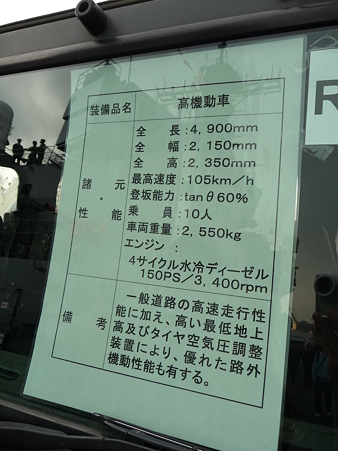 装備品名 高機動車
諸元・性能
全長:4,900mm
全幅:2,150mm
全高:2,350mm
最高速度:105km/h
登坂能力:tanθ60%
乗員:10人
車両重量:2,550kg
エンジン:
4サイクル水冷ディーゼル
150PS/3,400rpm
備考
一般道路の高速走行性
能に加え、高い最低地上
高及びタイヤ空気圧調整
装置により、優れた路外
機動性能も有する。
R